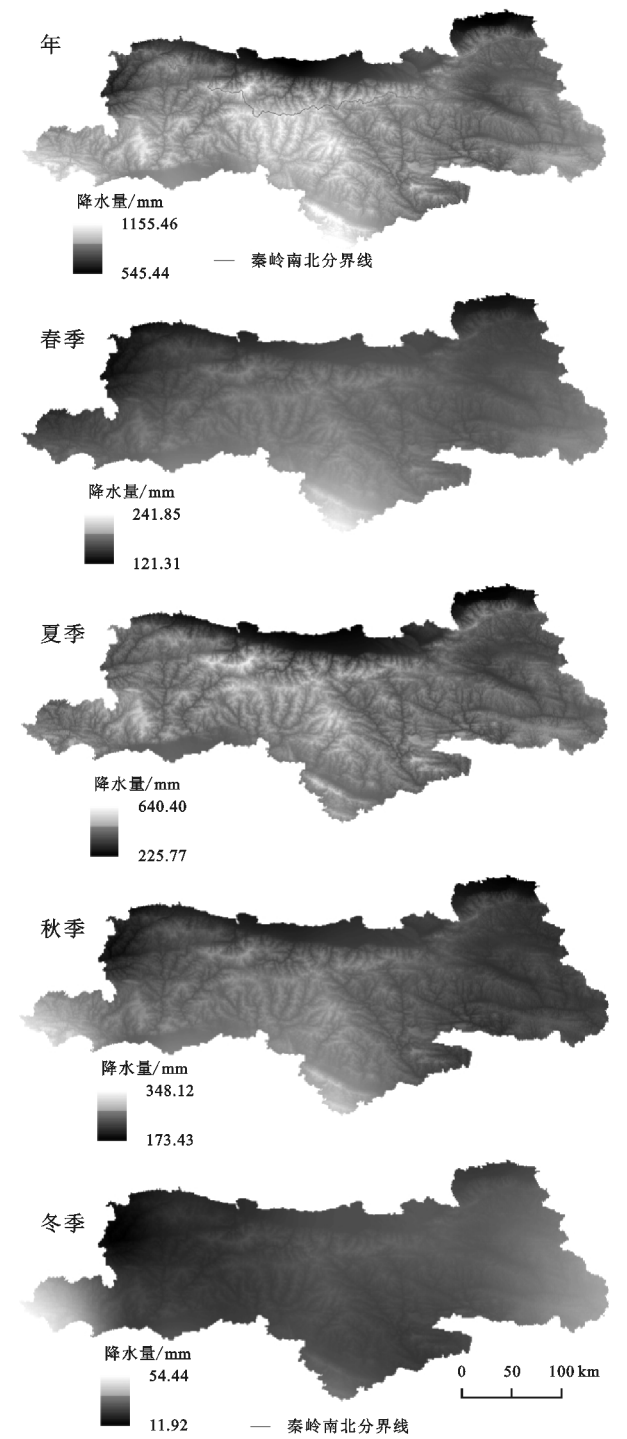 年
降水量/mm
1155.46
545.44
秦岭南北分界线
春季
降水量/mm
241.85
121.31
夏季
降水量/mm
640.40
225.77
秋季
降水量/mm
348.12
173.43
冬季
降水量/mm
54.44
11.92
0 50 100 km
秦岭南北分界线